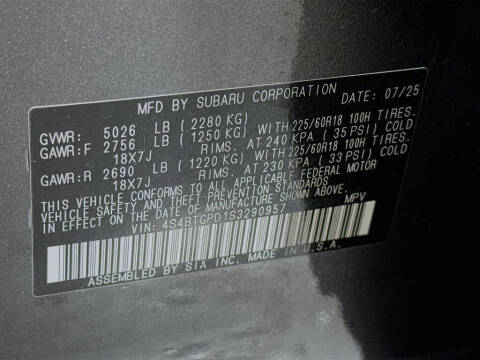 MFD BY SUBARU CORPORATION DATE: 07/25
GVWR: 5026 LB (2280 KG)
GAWR:F 2756 LB (1250 KG) WITH 225/60R18 100H TIRES.
18X7J RIMS. AT 240 KPA (35 PSI) COLD
GAWR:R 2690 LB (1220 KG) WITH 225/60R18 100H TIRES.
18X7J RIMS. AT 230 KPA (33 PSI) COLD
THIS VEHICLE CONFORMS TO ALL APPLICABLE FEDERAL MOTOR
VEHICLE SAFETY AND THEFT PREVENTION STANDARDS
IN EFFECT ON THE DATE OF MANUFACTURE SHOWN ABOVE.
VIN: 4S4BTGPD1S3290957 MPV
ASSEMBLED BY SIA INC. MADE IN U.S.A.